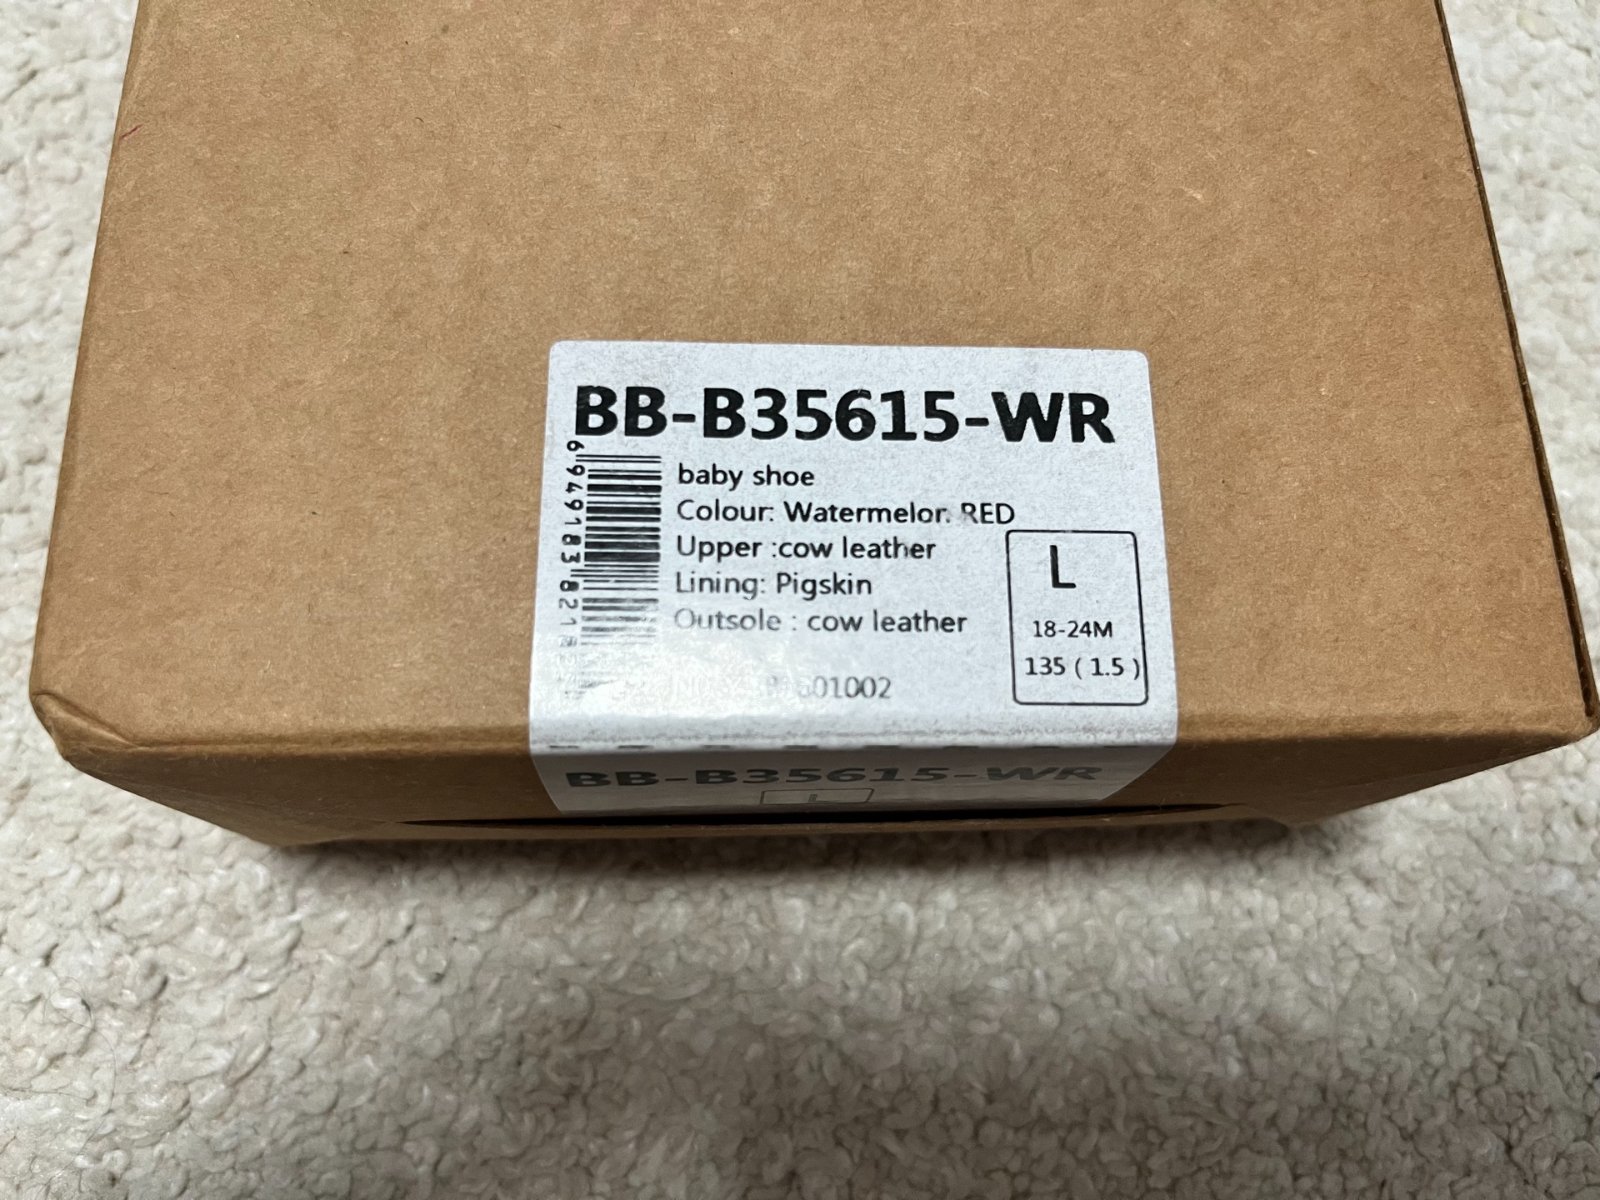 BB-B35615-WR
baby shoe
Colour: Watermelon RED
Upper :cow leather
Lining: Pigskin
Outsole : cow leather
L
18-24M
135 ( 1.5 )
BB-B35615-WR
L